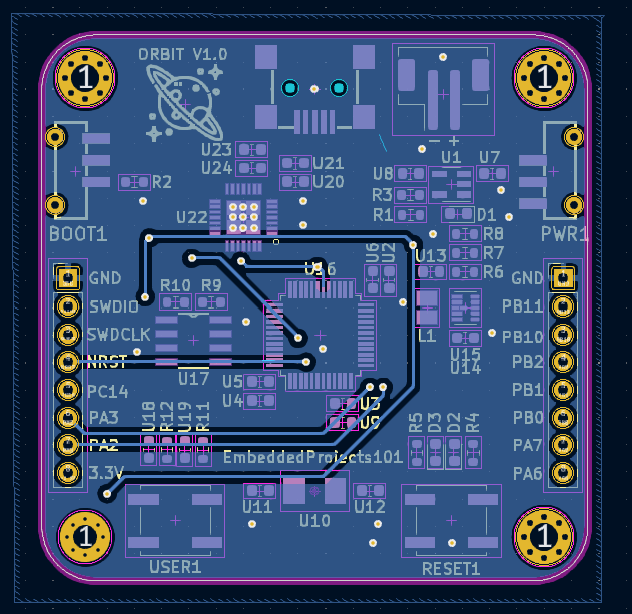 ORBIT V1.0
1
1
- +
U23
U24
U21
U20
U8
U1
U7
R2
R3
R1
D1
U22
BOOT1
PWR1
R8
R7
R6
U13
U6
U2
GND
SWDIO
SWDCLK
NRST
PC14
PA3
PA2
3.3V
R10
R9
U17
L1
U15
U14
GND
PB11
PB10
PB2
PB1
PB0
PA7
PA6
U5
U4
U3
U9
U18
R12
U19
R11
R5
D3
D2
R4
EmbeddedProjects101
U11
U10
U12
1
1
USER1
RESET1